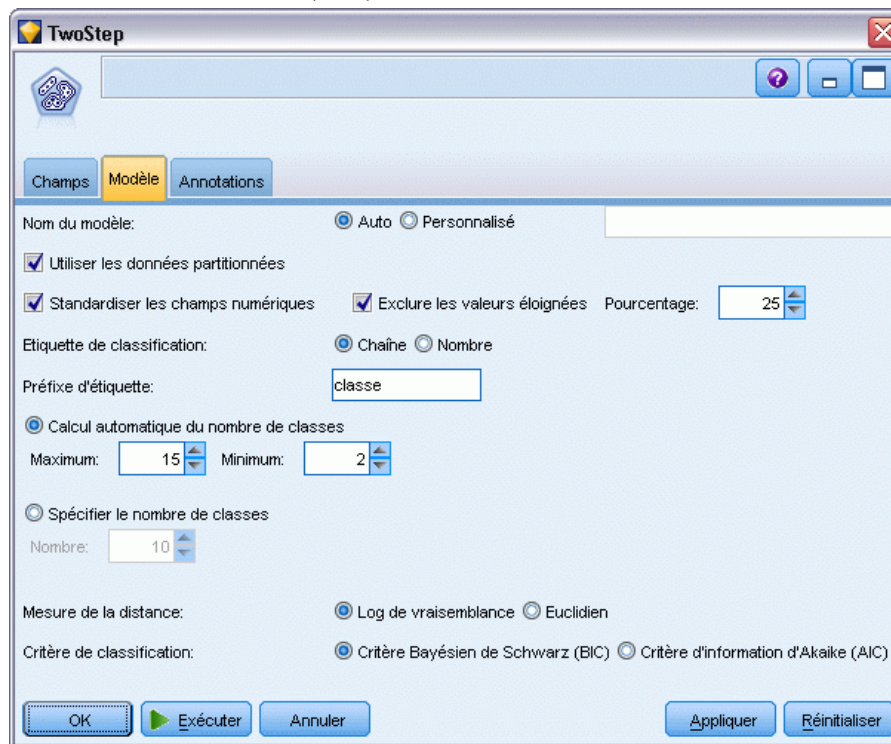 TwoStep
Champs Modèle Annotations
Nom du modèle: Auto Personnalisé
Utiliser les données partitionnées
Standardiser les champs numériques Exclure les valeurs éloignées Pourcentage: 25
Etiquette de classification: Chaîne Nombre
Préfixe d'étiquette: classe
Calcul automatique du nombre de classes
Maximum: 15 Minimum: 2
Spécifier le nombre de classes
Nombre: 10
Mesure de la distance: Log de vraisemblance Euclidien
Critère de classification: Critère Bayésien de Schwarz (BIC) Critère d'information d'Akaike (AIC)
OK Exécuter Annuler Appliquer Réinitialiser